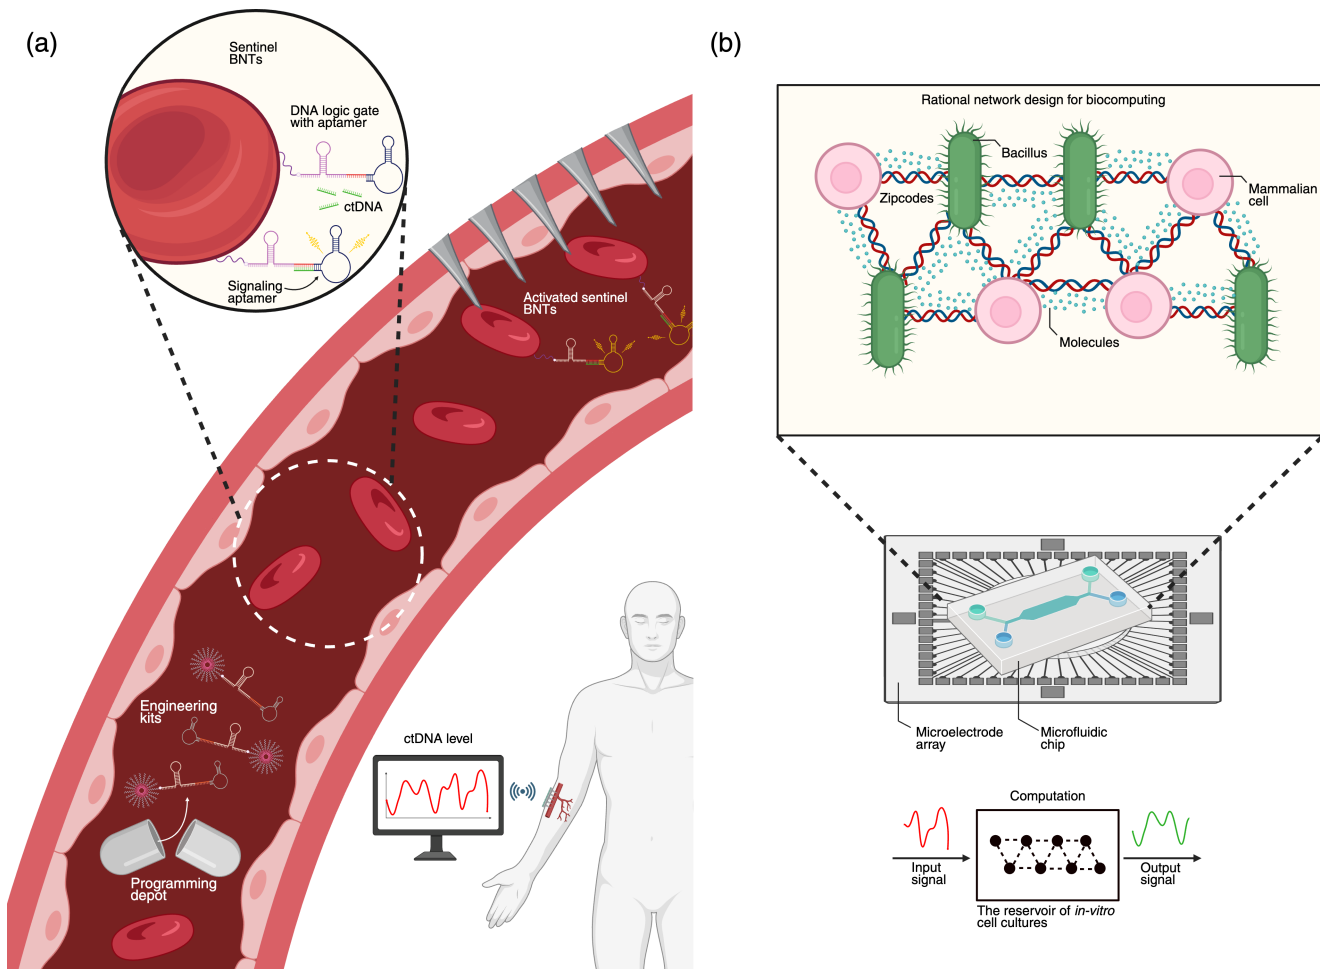 (a)
Sentinel
BNTs
DNA logic gate
with aptamer
ctDNA
Signaling
aptamer
Activated sentinel
BNTs
Engineering
kits
Programming
depot
ctDNA level
(b)
Rational network design for biocomputing
Bacillus
Mammalian
cell
Zipcodes
Molecules
Microelectrode
array
Microfluidic
chip
Computation
Input
signal
Output
signal
The reservoir of in-vitro
cell cultures